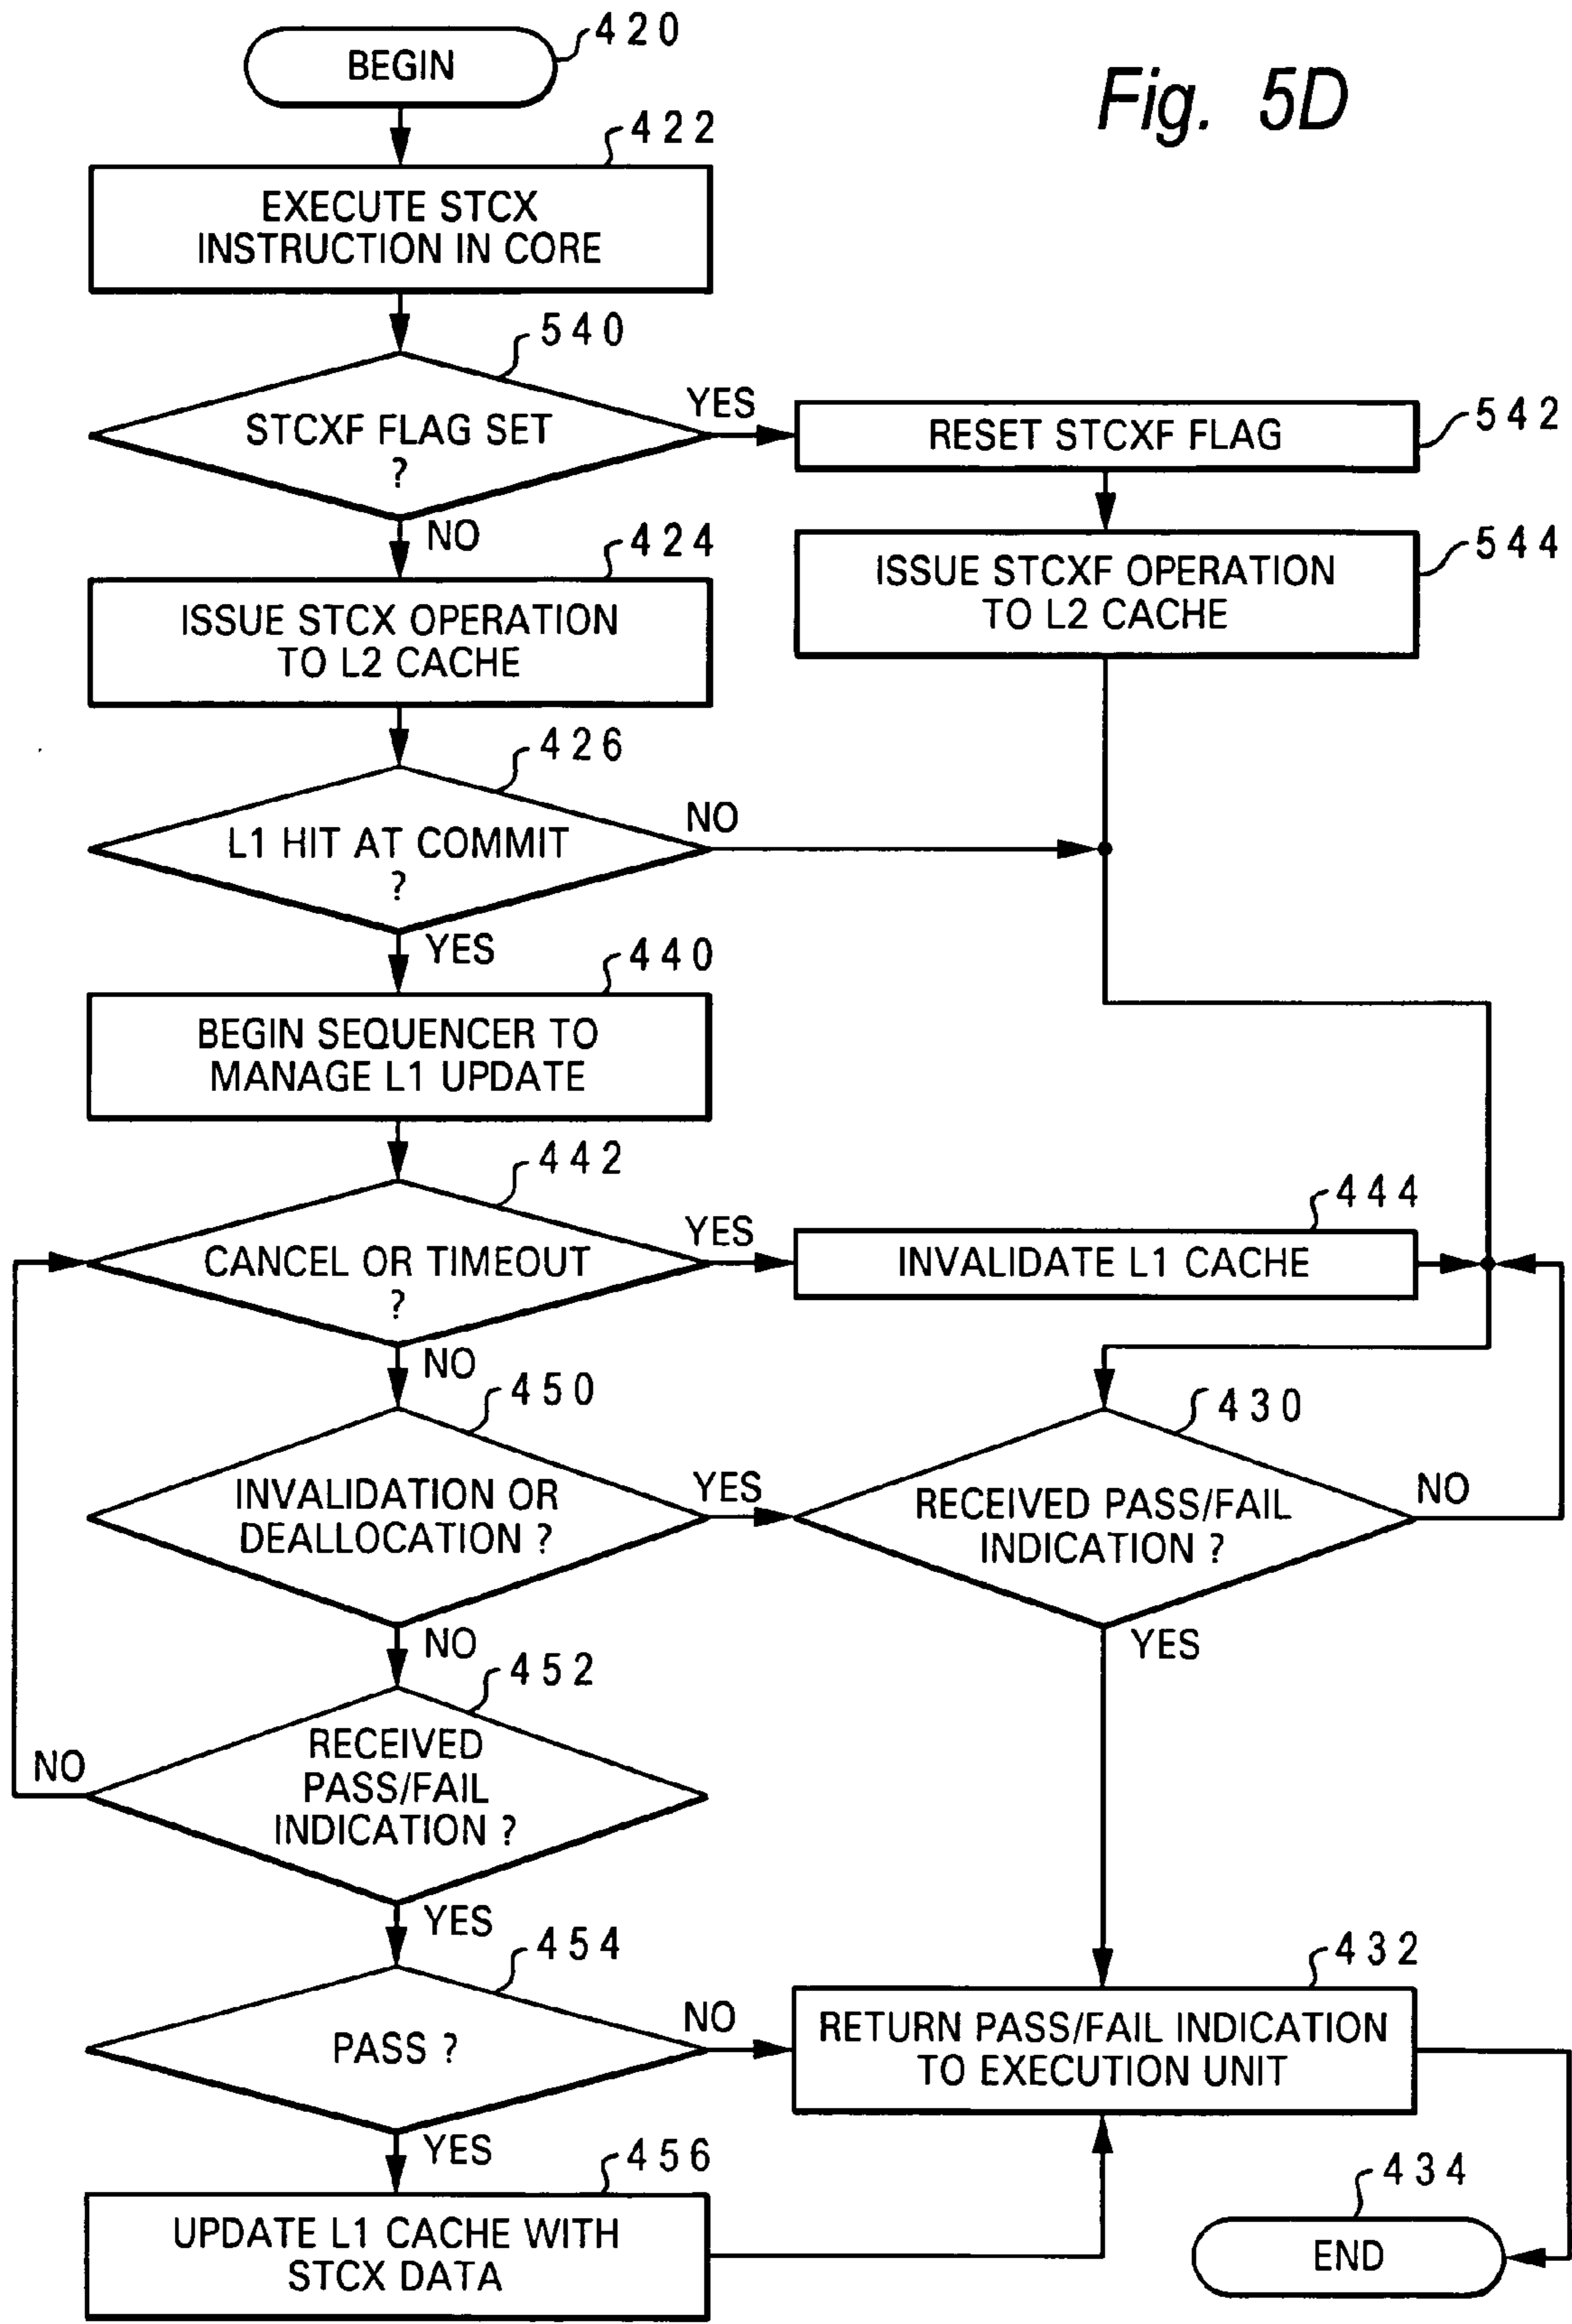 BEGIN
420
Fig. 5D
422
EXECUTE STCX
INSTRUCTION IN CORE
540
STCXF FLAG SET
?
YES
RESET STCXF FLAG
542
NO
424
ISSUE STCX OPERATION
TO L2 CACHE
ISSUE STCXF OPERATION
TO L2 CACHE
544
426
L1 HIT AT COMMIT
?
NO
YES
440
BEGIN SEQUENCER TO
MANAGE L1 UPDATE
442
CANCEL OR TIMEOUT
?
YES
444
INVALIDATE L1 CACHE
NO
450
INVALIDATION OR
DEALLOCATION ?
YES
430
RECEIVED PASS/FAIL
INDICATION ?
NO
NO
YES
452
RECEIVED
PASS/FAIL
INDICATION ?
NO
YES
454
PASS ?
NO
432
RETURN PASS/FAIL INDICATION
TO EXECUTION UNIT
YES
456
UPDATE L1 CACHE WITH
STCX DATA
434
END